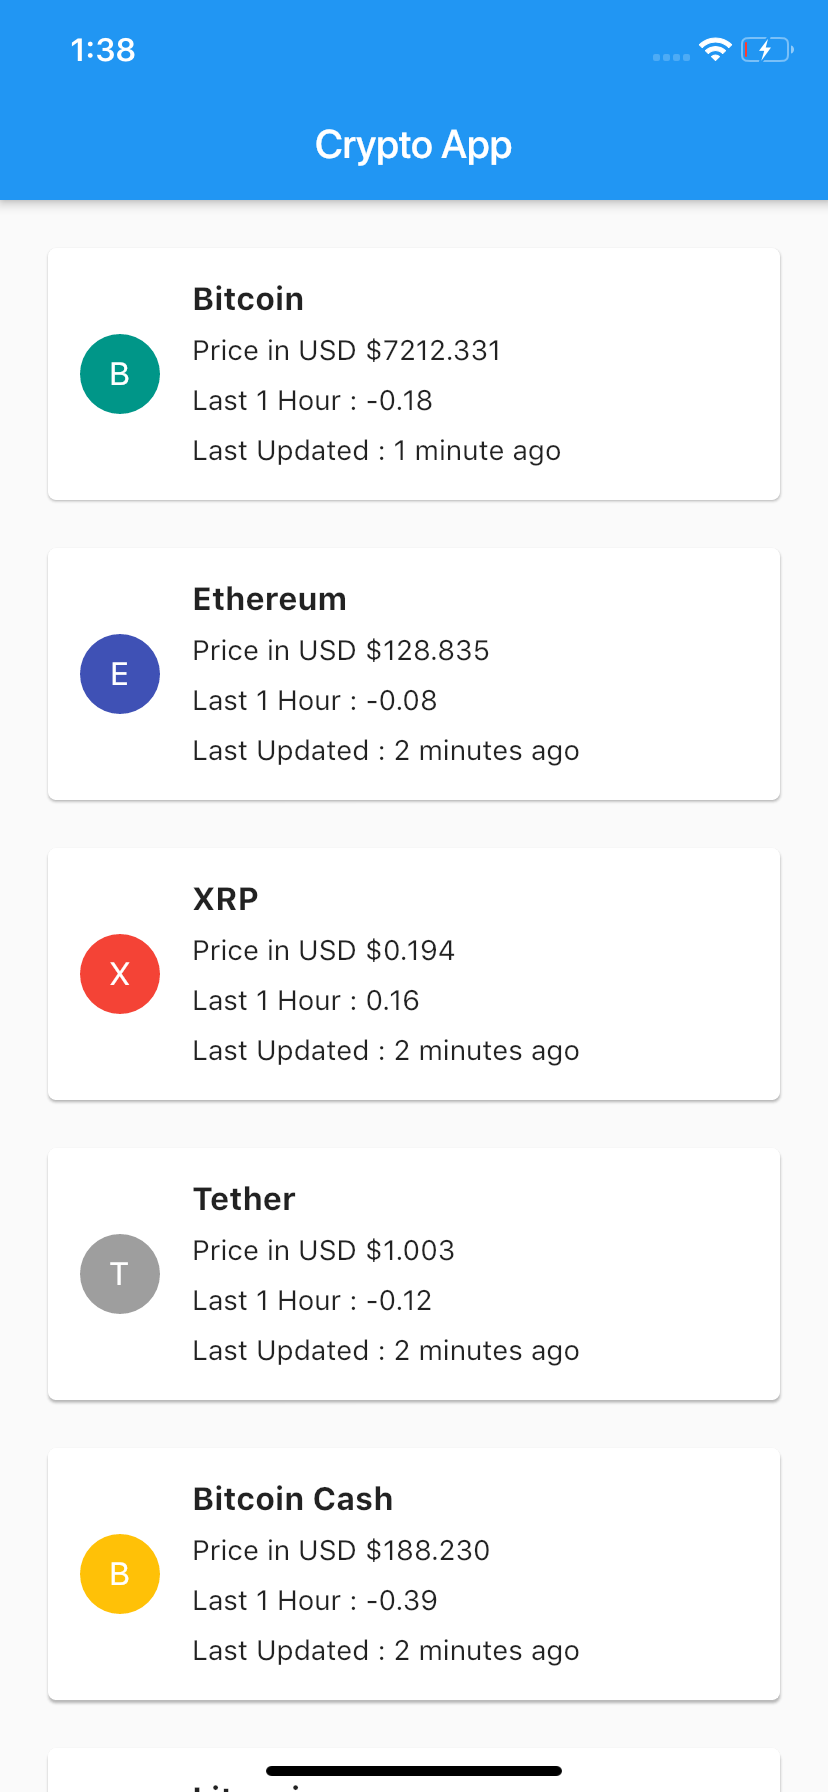 1:38
Crypto App
Bitcoin
B
Price in USD $7212.331
Last 1 Hour : -0.18
Last Updated : 1 minute ago
Ethereum
E
Price in USD $128.835
Last 1 Hour : -0.08
Last Updated : 2 minutes ago
XRP
X
Price in USD $0.194
Last 1 Hour : 0.16
Last Updated : 2 minutes ago
Tether
T
Price in USD $1.003
Last 1 Hour : -0.12
Last Updated : 2 minutes ago
Bitcoin Cash
B
Price in USD $188.230
Last 1 Hour : -0.39
Last Updated : 2 minutes ago